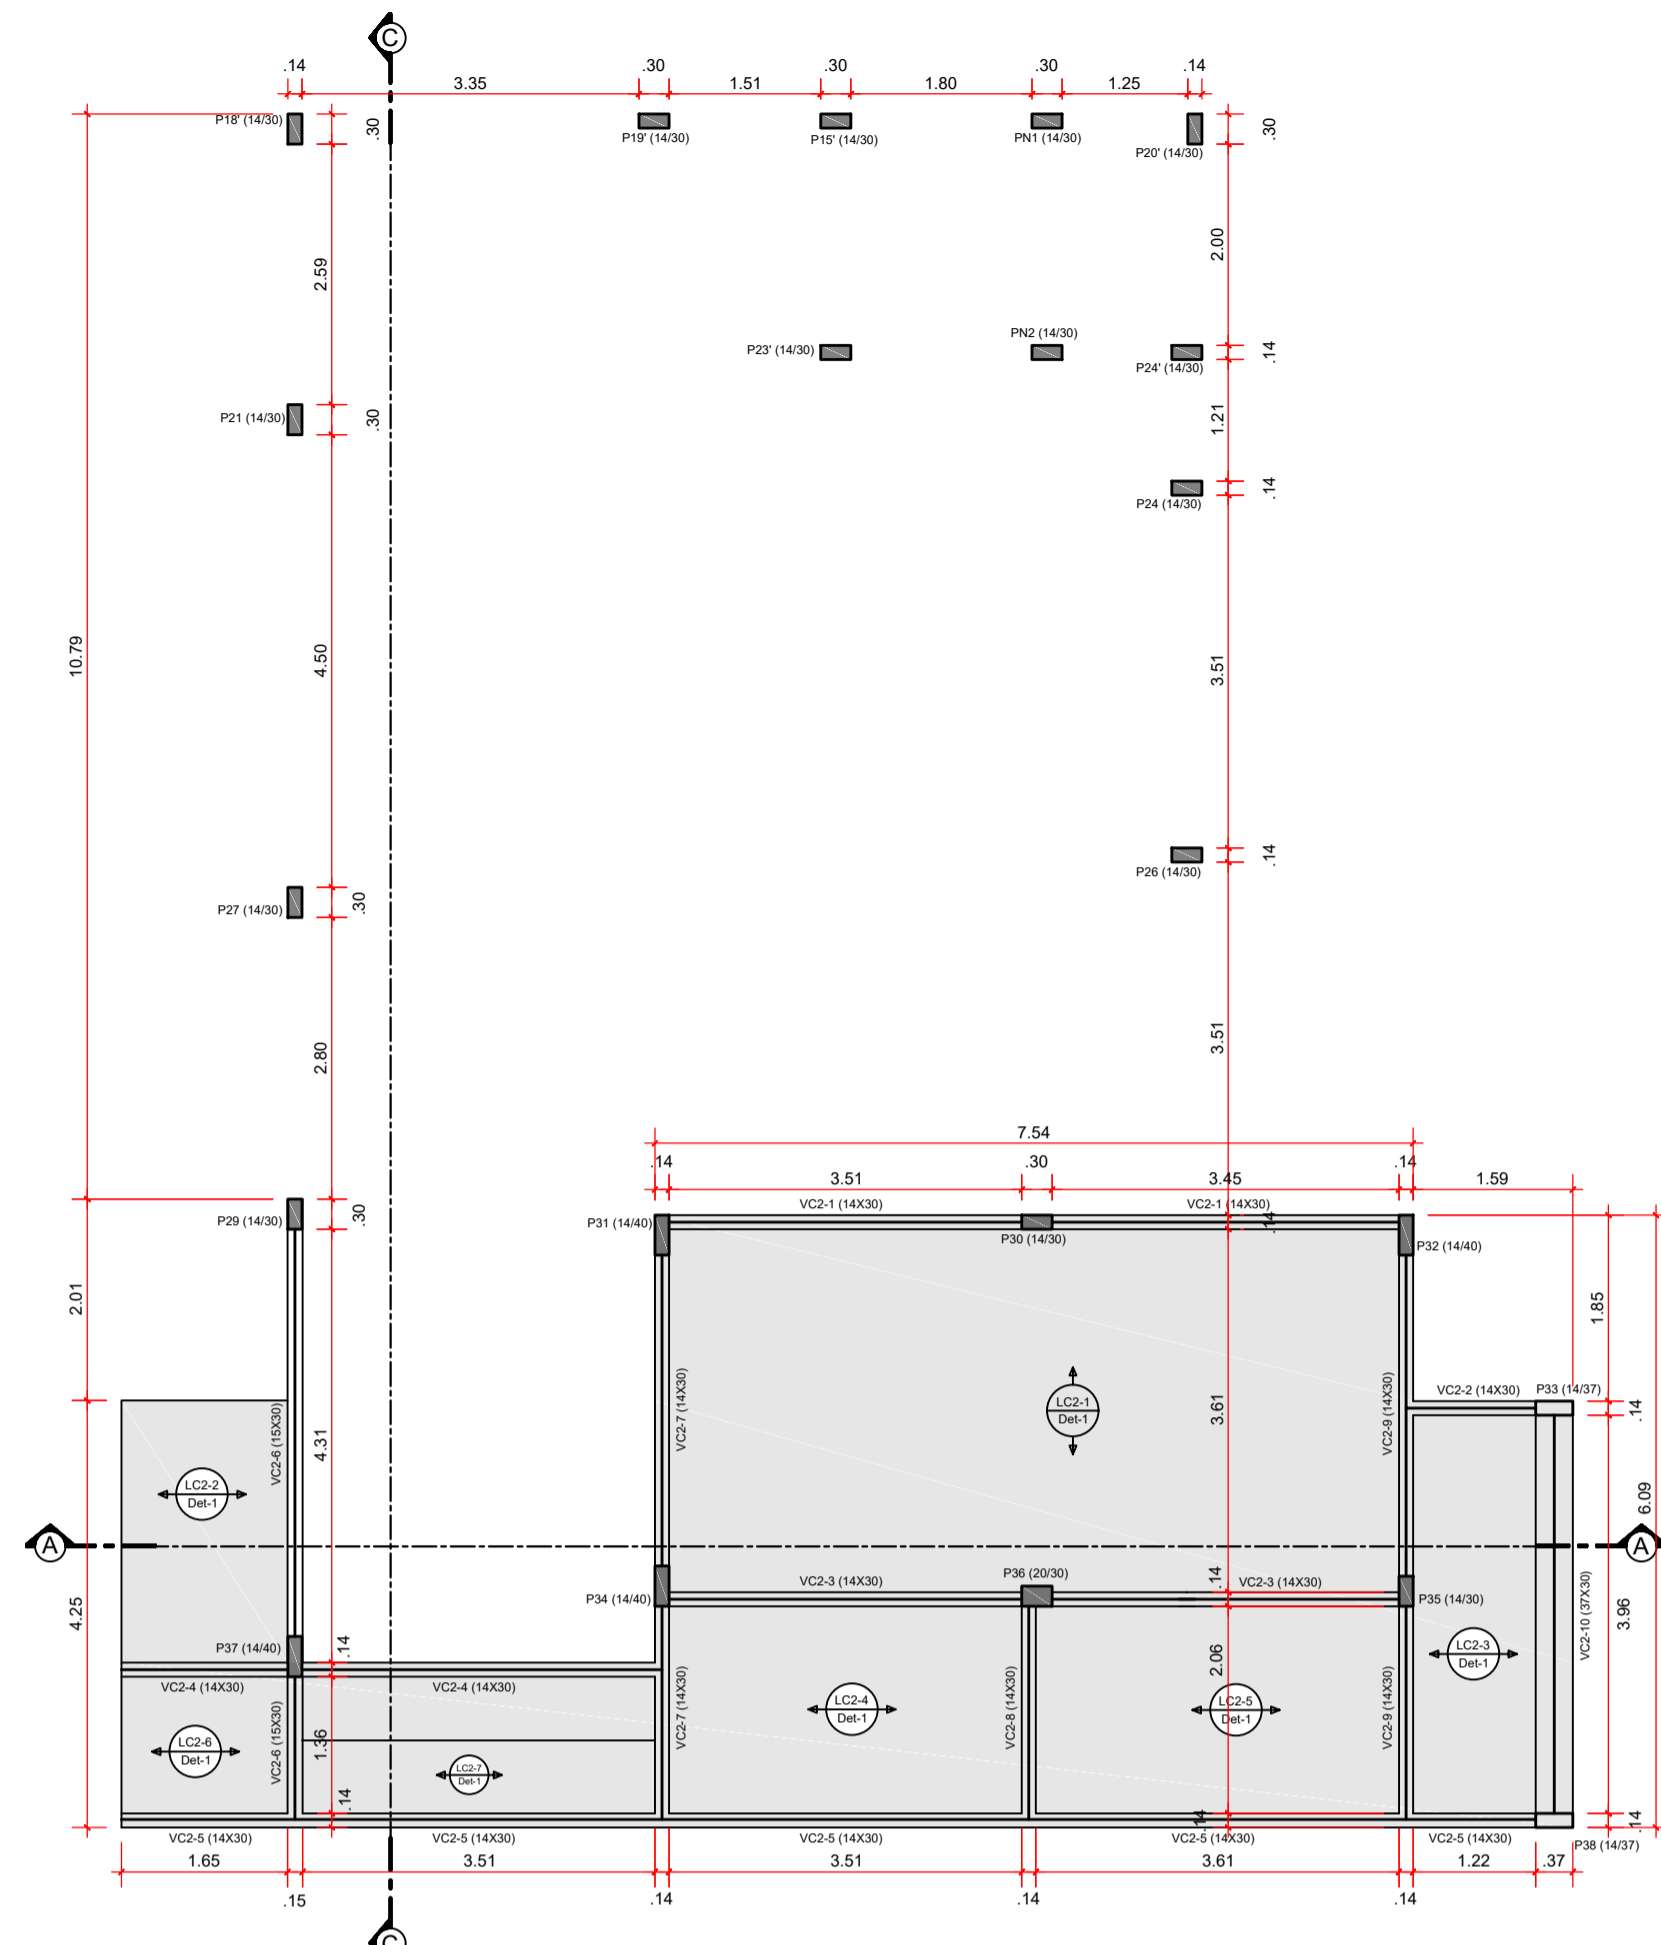 C
.14
.30
.30
.30
.14
3.35
1.51
1.80
1.25
P18' (14/30)
.30
P19' (14/30)
P15' (14/30)
PN1 (14/30)
P20' (14/30)
.30
2.59
2.00
P23' (14/30)
PN2 (14/30)
P24' (14/30)
.14
P21 (14/30)
.30
1.21
P24 (14/30)
.14
10.79
4.50
3.51
P26 (14/30)
.14
P27 (14/30)
.30
2.80
3.51
7.54
.14
.30
.14
3.51
3.45
1.59
VC2-1 (14X30)
VC2-1 (14X30)
P29 (14/30)
.30
P31 (14/40)
P30 (14/30)
.14
P32 (14/40)
2.01
1.85
VC2-6 (15X30)
4.31
VC2-7 (14X30)
LC2-1
Det-1
3.61
VC2-9 (14X30)
VC2-2 (14X30)
P33 (14/37)
.14
LC2-2
Det-1
6.09
A
A
4.25
P34 (14/40)
VC2-3 (14X30)
P36 (20/30)
.14
VC2-3 (14X30)
P35 (14/30)
VC2-10 (37X30)
3.96
P37 (14/40)
.14
LC2-3
Det-1
VC2-4 (14X30)
VC2-4 (14X30)
2.06
LC2-6
Det-1
VC2-6 (15X30)
1.36
LC2-7
Det-1
VC2-7 (14X30)
LC2-4
Det-1
VC2-8 (14X30)
LC2-5
Det-1
VC2-9 (14X30)
.14
.14
.14
VC2-5 (14X30)
VC2-5 (14X30)
VC2-5 (14X30)
VC2-5 (14X30)
VC2-5 (14X30)
P38 (14/37)
1.65
3.51
3.51
3.61
1.22
.37
.15
.14
.14
.14
C